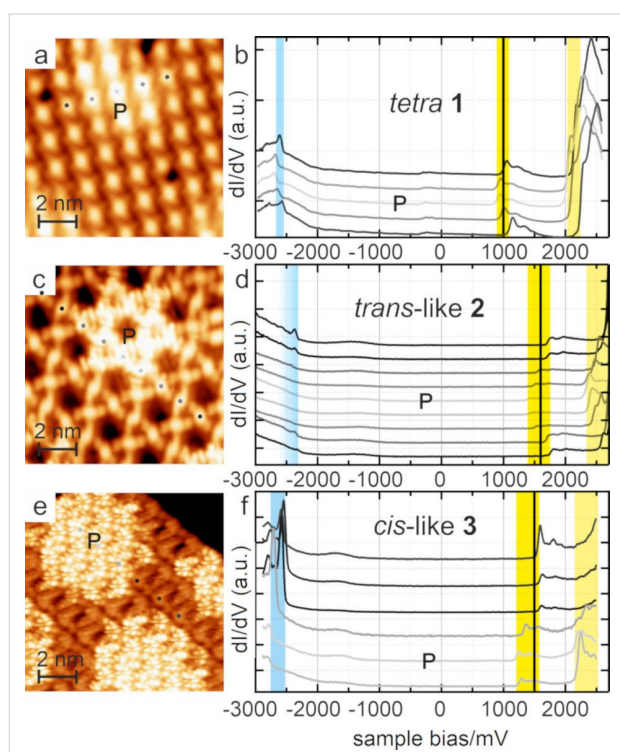 a
P
2 nm
b
tetra 1
P
dI/dV (a.u.)
-3000 -2000 -1000 0 1000 2000
c
P
2 nm
d
trans-like 2
P
dI/dV (a.u.)
-3000 -2000 -1000 0 1000 2000
e
P
2 nm
f
cis-like 3
P
dI/dV (a.u.)
-3000 -2000 -1000 0 1000 2000
sample bias/mV